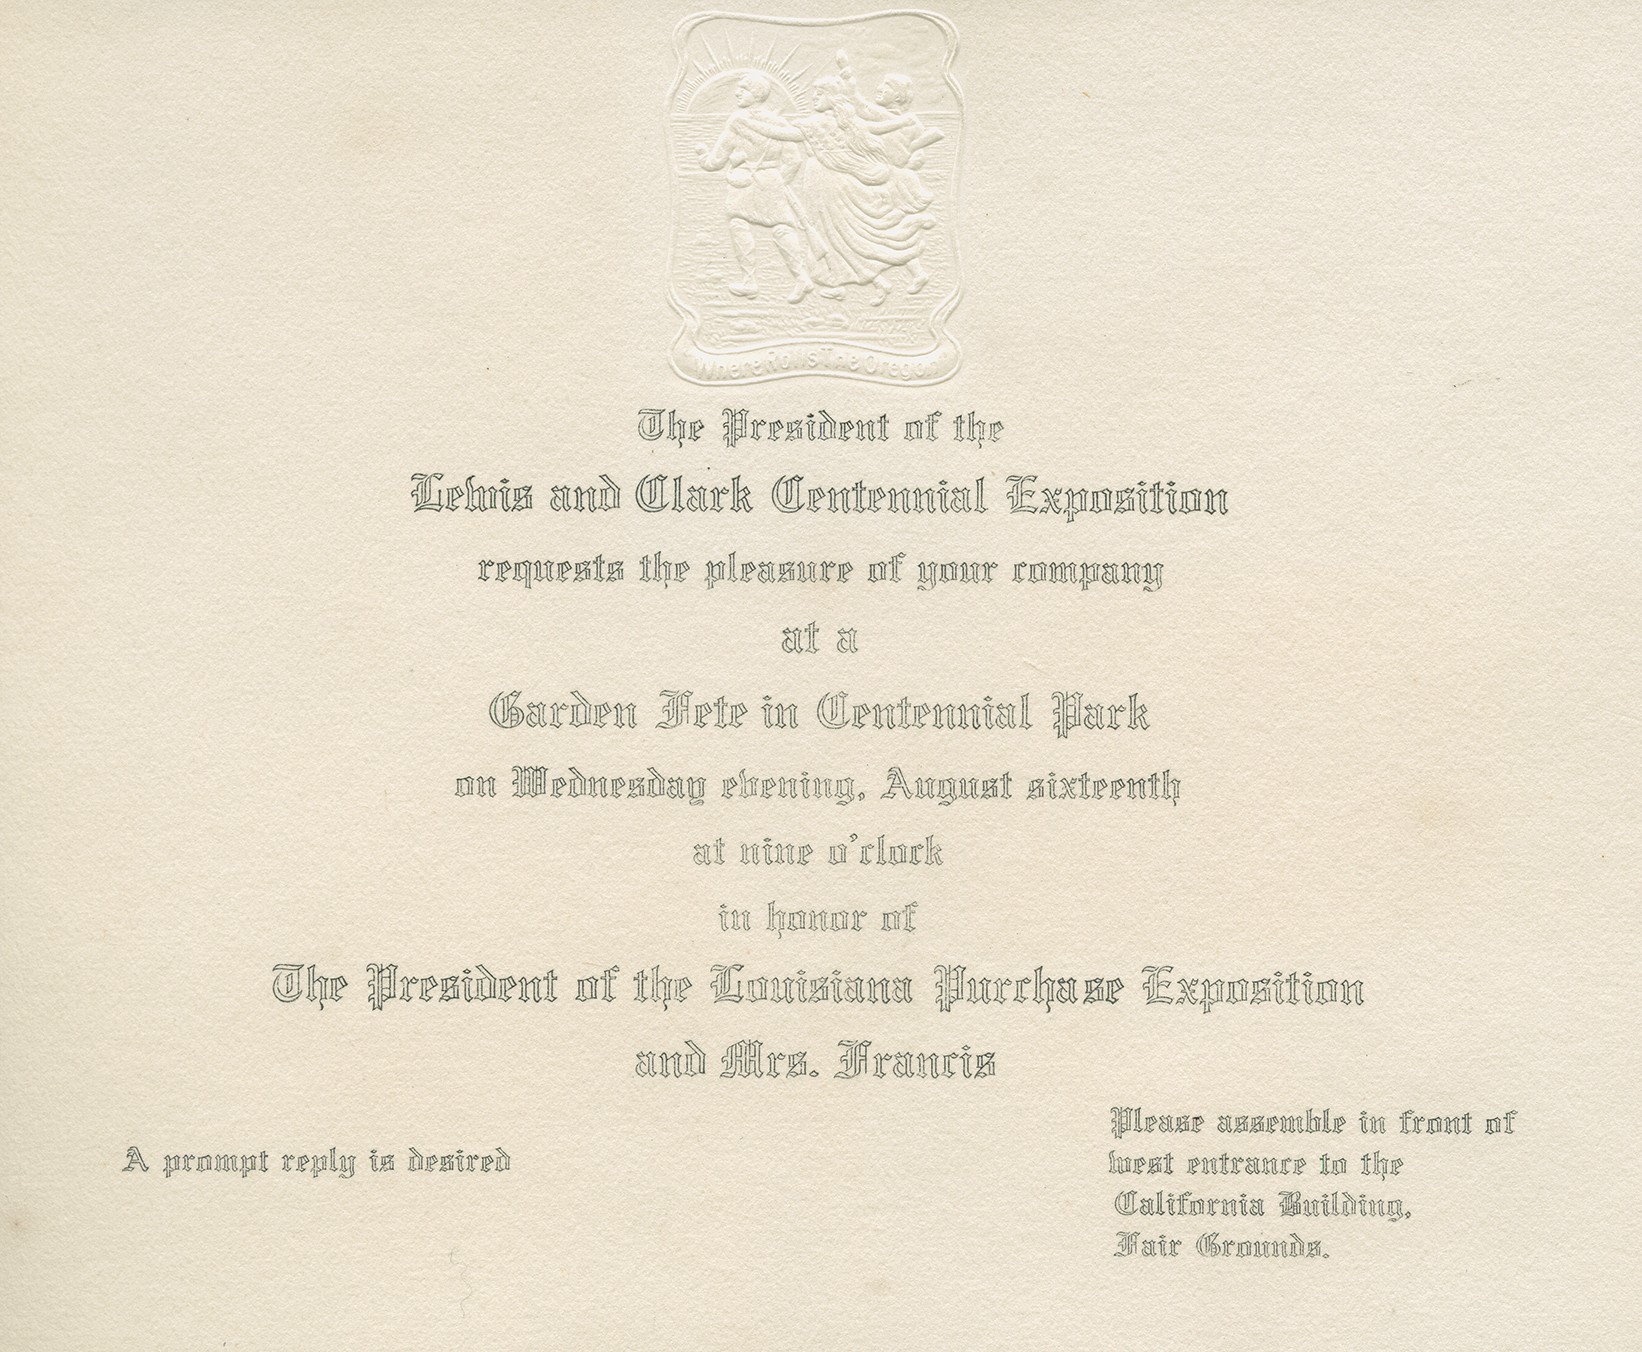 "Where Rolls The Oregon"
The President of the
Lewis and Clark Centennial Exposition
requests the pleasure of your company
at a
Garden Fete in Centennial Park
on Wednesday evening, August sixteenth
at nine o'clock
in honor of
The President of the Louisiana Purchase Exposition
and Mrs. Francis
A prompt reply is desired
Please assemble in front of
west entrance to the
California Building,
Fair Grounds.